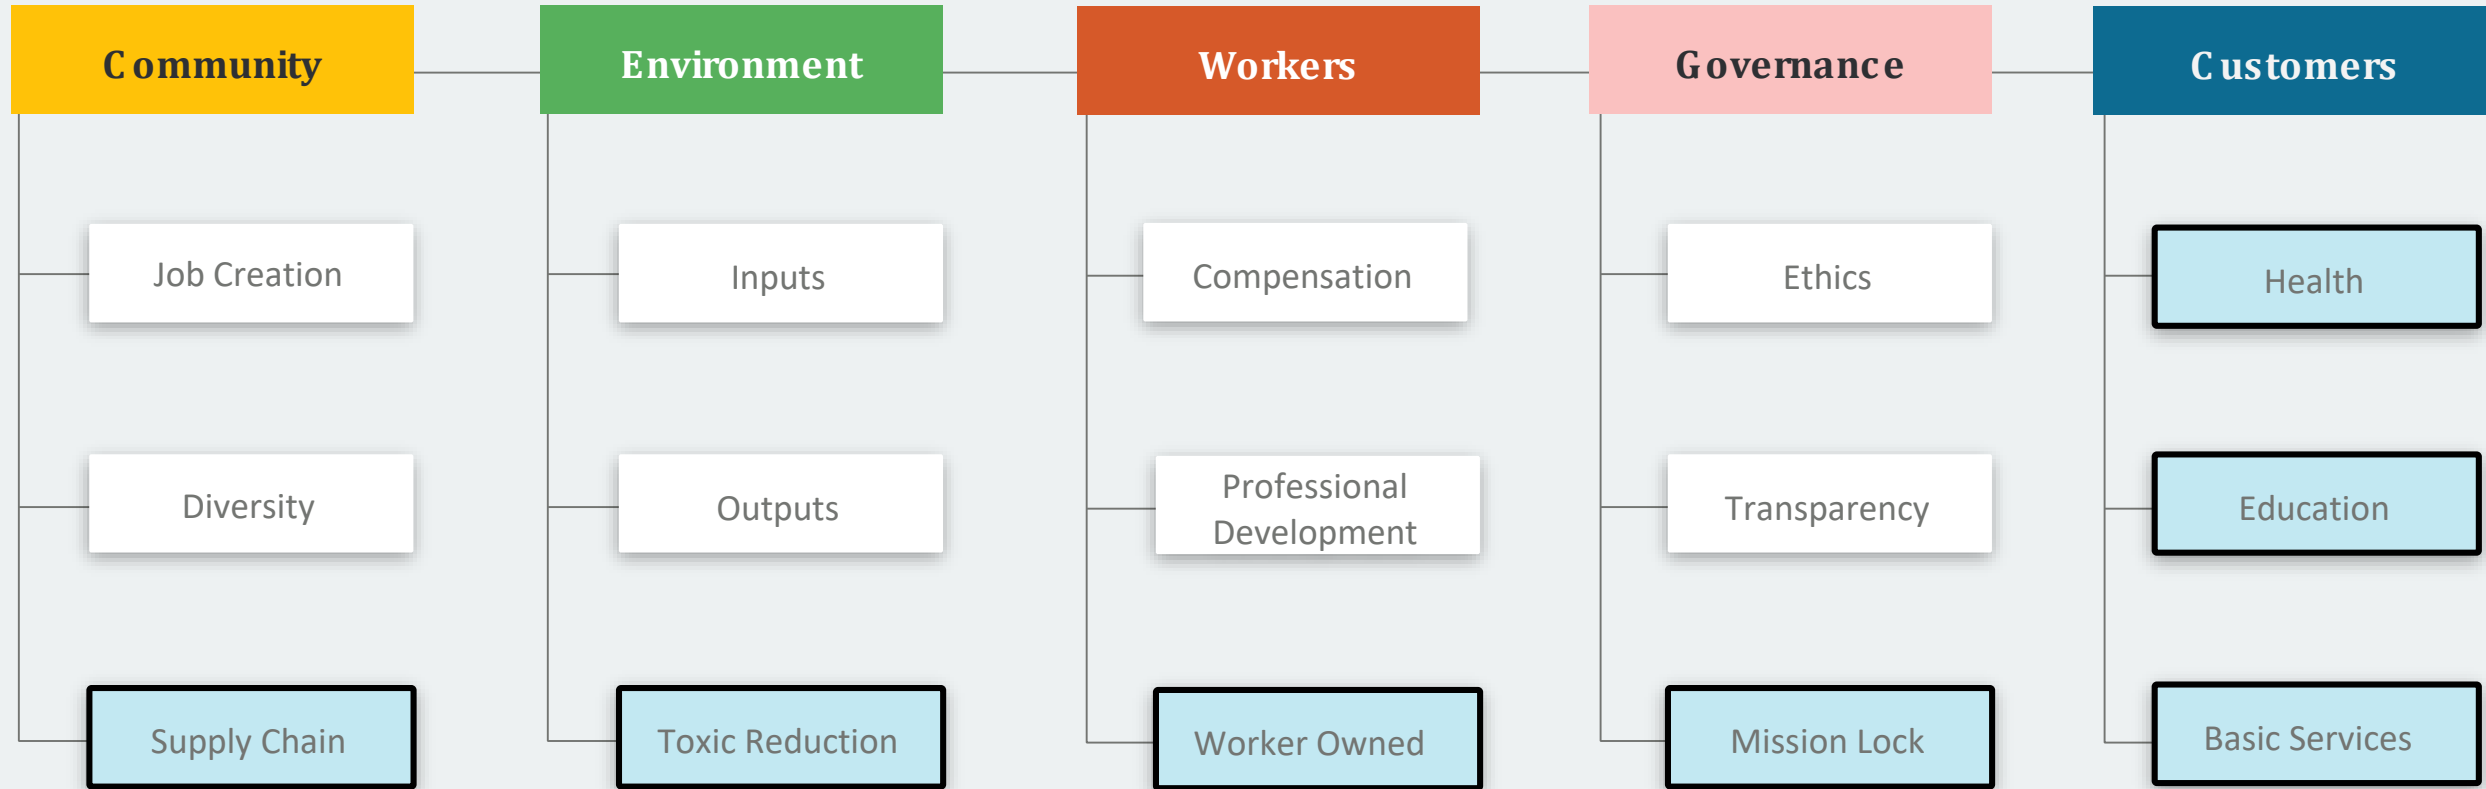 Community
Environment
Workers
Governance
Customers
Job Creation
Inputs
Compensation
Ethics
Health
Diversity
Outputs
Professional
Development
Transparency
Education
Supply Chain
Toxic Reduction
Worker Owned
Mission Lock
Basic Services